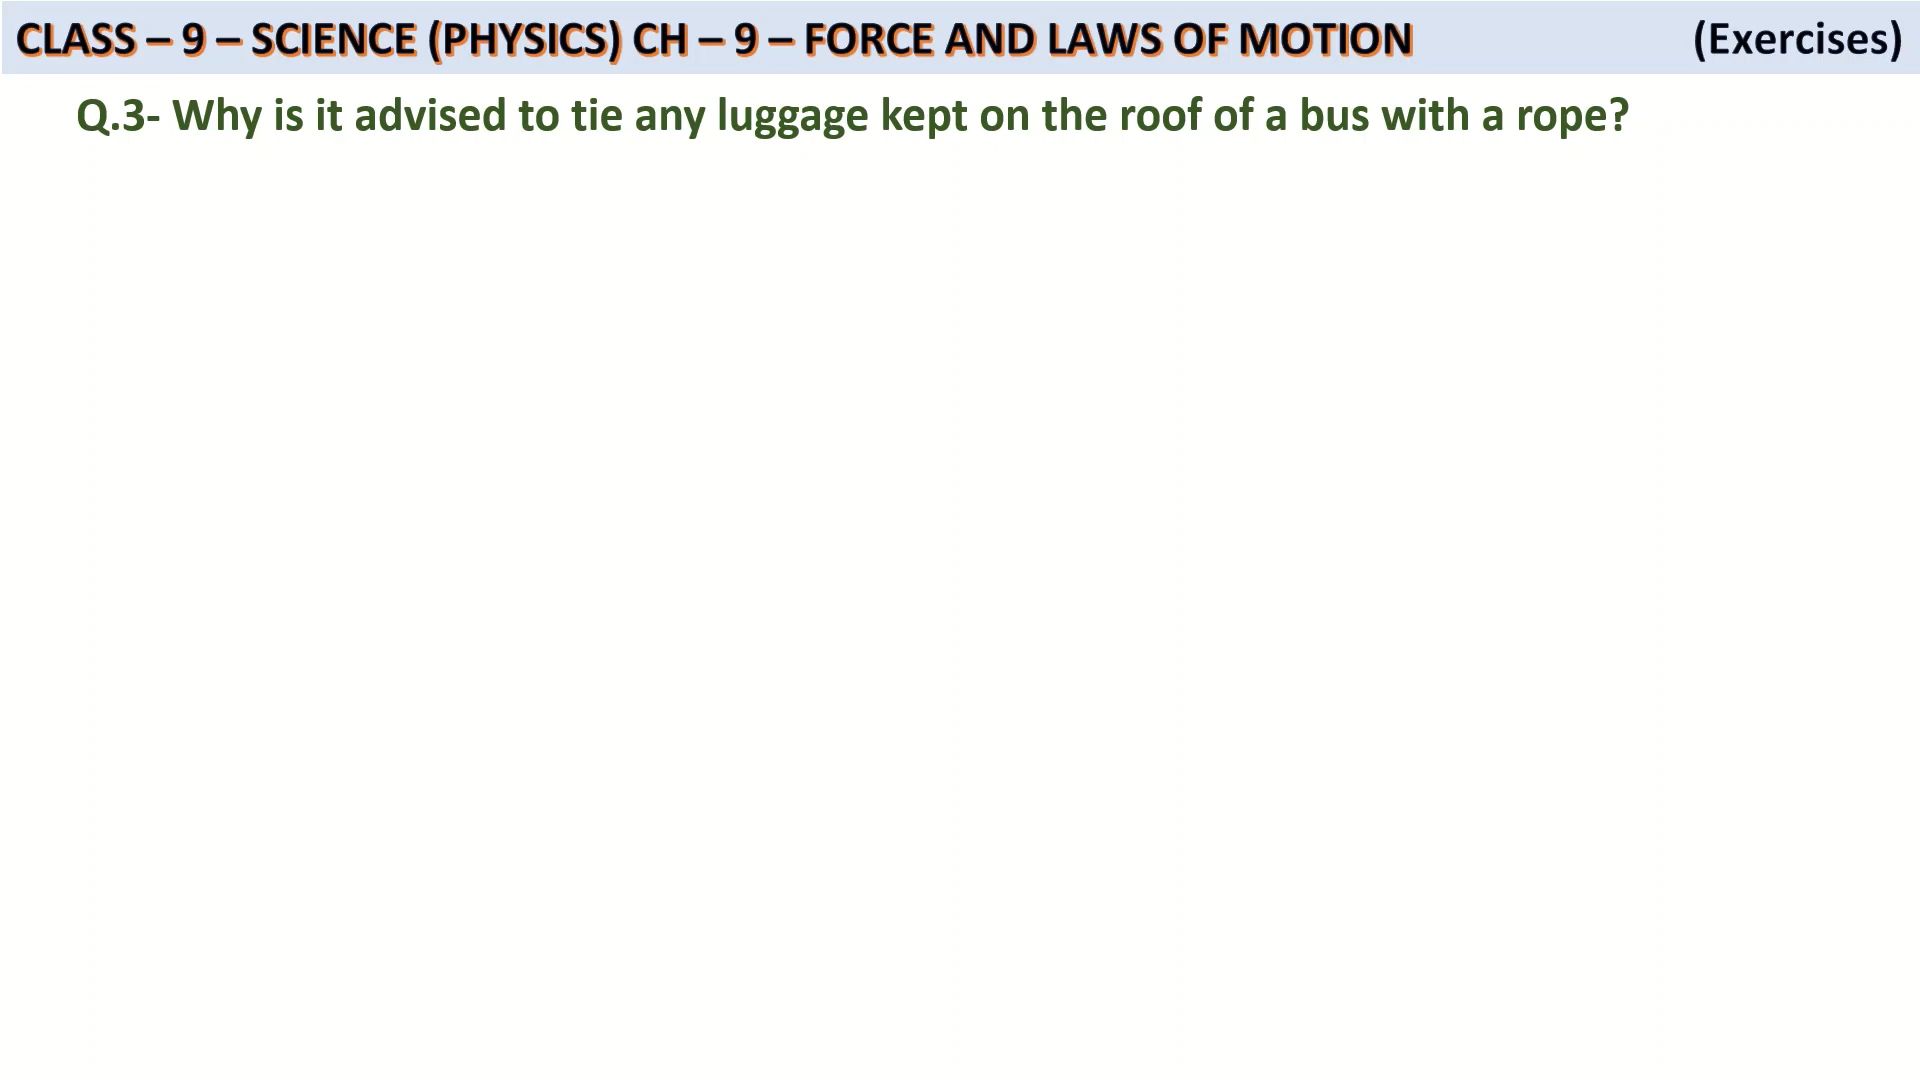 CLASS – 9 – SCIENCE (PHYSICS) CH – 9 – FORCE AND LAWS OF MOTION (Exercises)
Q.3- Why is it advised to tie any luggage kept on the roof of a bus with a rope?